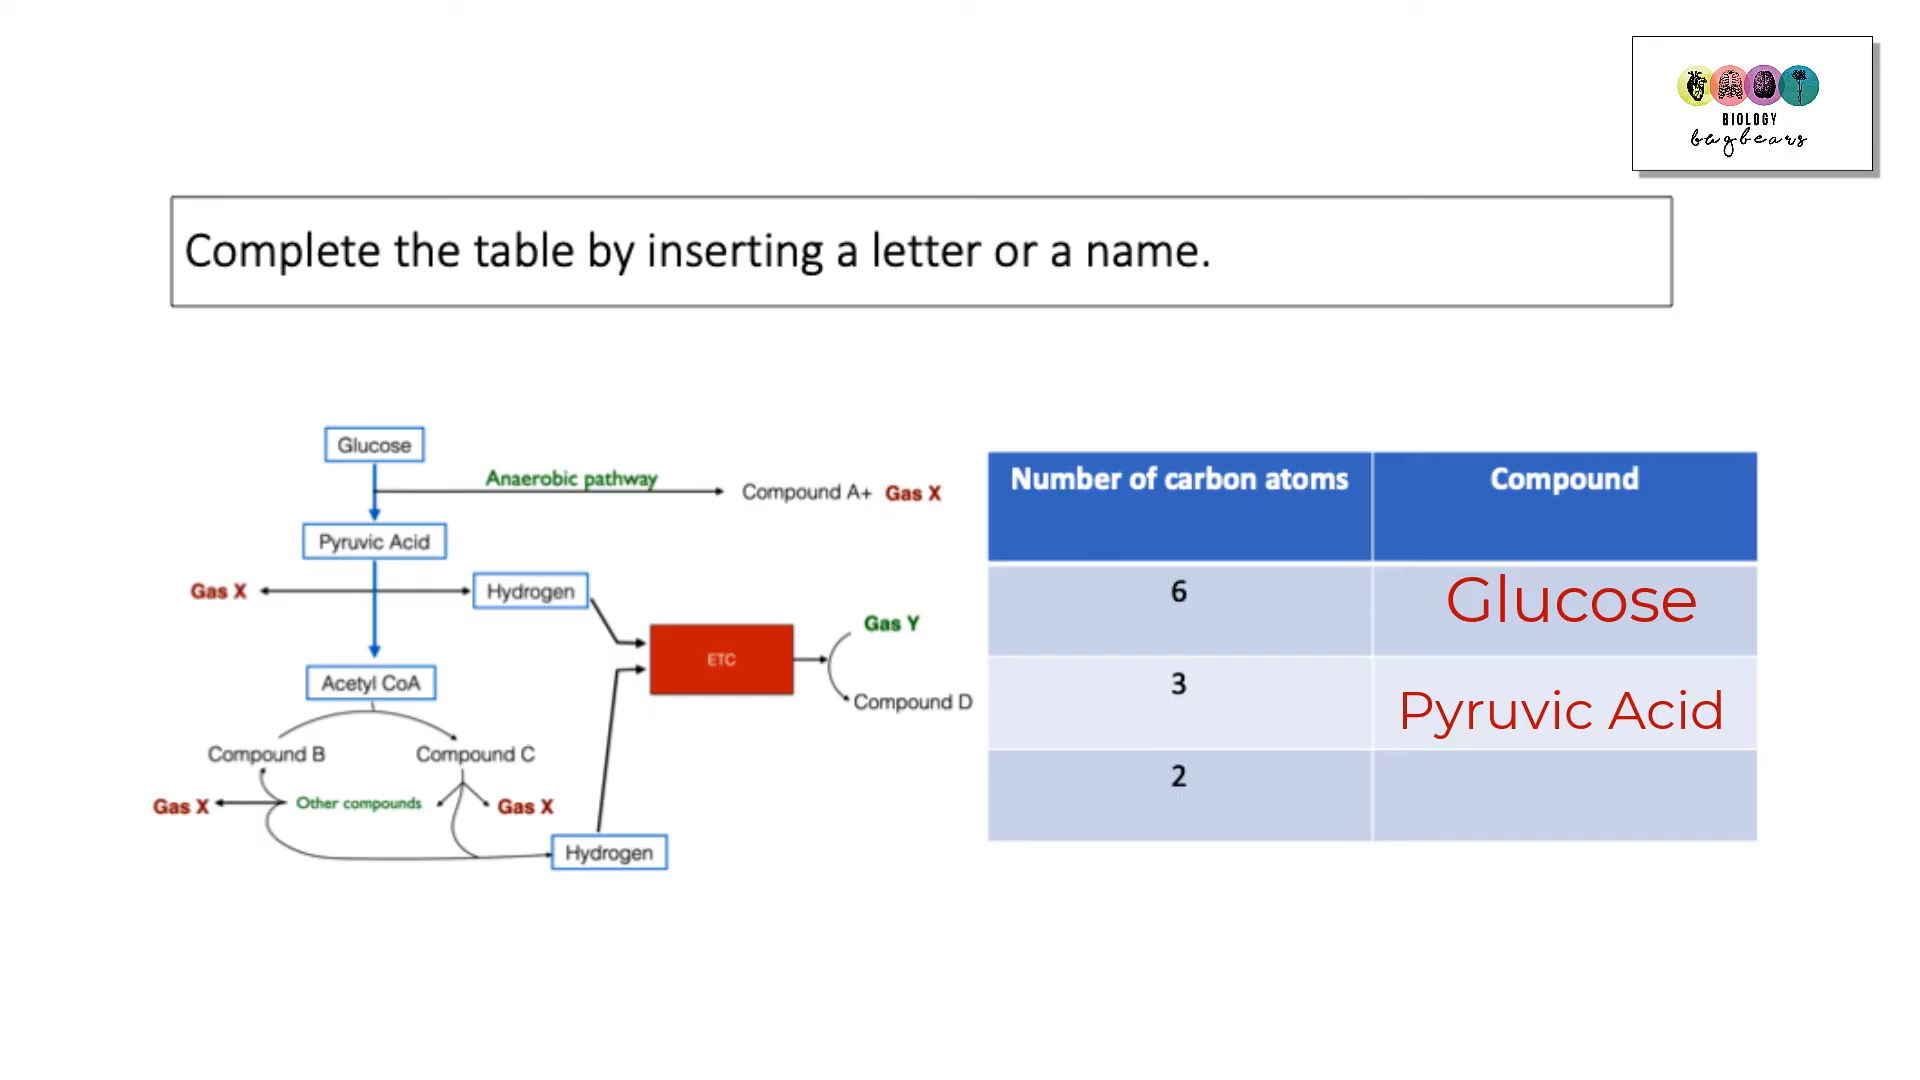 BIOLOGY
bugbears
Complete the table by inserting a letter or a name.
Glucose
Anaerobic pathway
Compound A+ Gas X
Pyruvic Acid
Gas X
Hydrogen
Gas Y
ETC
Acetyl CoA
Compound D
Compound B
Compound C
Gas X
Other compounds
Gas X
Hydrogen
Number of carbon atoms
Compound
6
Glucose
3
Pyruvic Acid
2